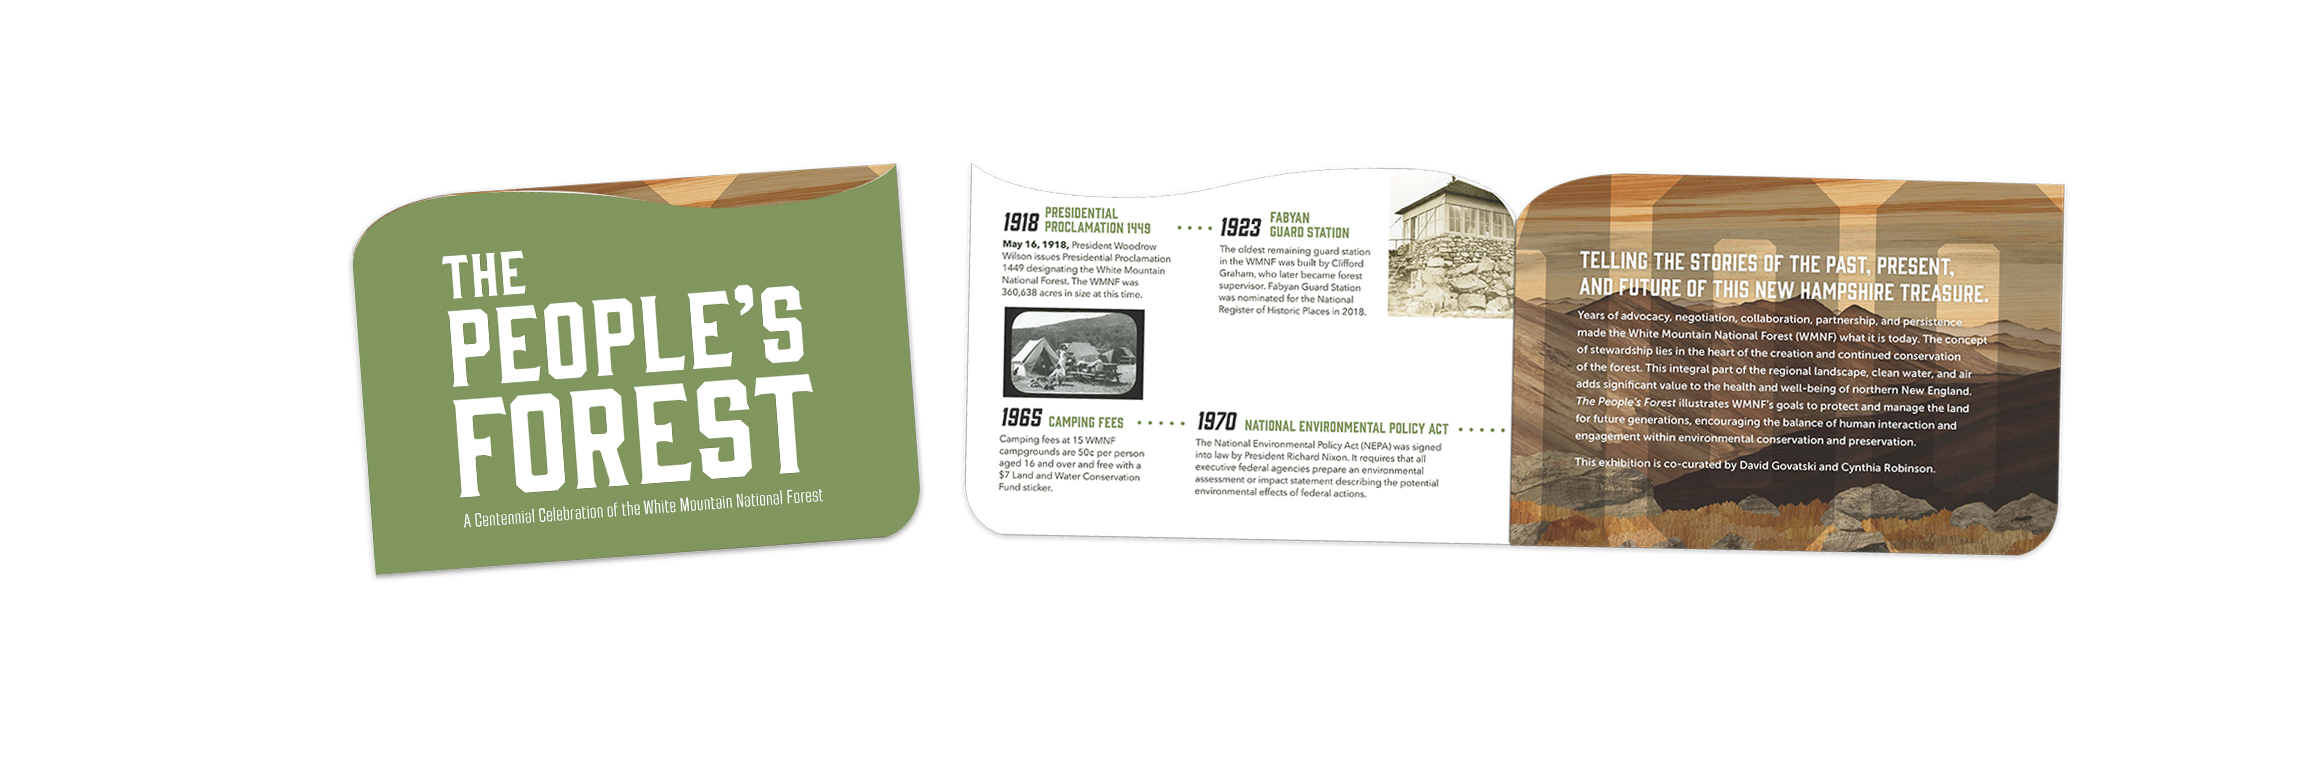 THE
PEOPLE'S
FOREST
A Centennial Celebration of the White Mountain National Forest
1918 PRESIDENTIAL
PROCLAMATION 1449
May 16, 1918, President Woodrow
Wilson issues Presidential Proclamation
1449 designating the White Mountain
National Forest. The WMNF was
360,638 acres in size at this time.
1923 FABYAN
GUARD STATION
The oldest remaining guard station
in the WMNF was built by Clifford
Graham, who later became forest
supervisor. Fabyan Guard Station
was nominated for the National
Register of Historic Places in 2018.
1965 CAMPING FEES
Camping fees at 15 WMNF
campgrounds are 50¢ per person
aged 16 and over and free with a
$7 Land and Water Conservation
Fund sticker.
1970 NATIONAL ENVIRONMENTAL POLICY ACT
The National Environmental Policy Act (NEPA) was signed
into law by President Richard Nixon. It requires that all
executive federal agencies prepare an environmental
assessment or impact statement describing the potential
environmental effects of federal actions.
100
TELLING THE STORIES OF THE PAST, PRESENT,
AND FUTURE OF THIS NEW HAMPSHIRE TREASURE.
Years of advocacy, negotiation, collaboration, partnership, and persistence
made the White Mountain National Forest (WMNF) what it is today. The concept
of stewardship lies in the heart of the creation and continued conservation
of the forest. This integral part of the regional landscape, clean water, and air
adds significant value to the health and well-being of northern New England.
The People's Forest illustrates WMNF's goals to protect and manage the land
for future generations, encouraging the balance of human interaction and
engagement within environmental conservation and preservation.
This exhibition is co-curated by David Govatski and Cynthia Robinson.